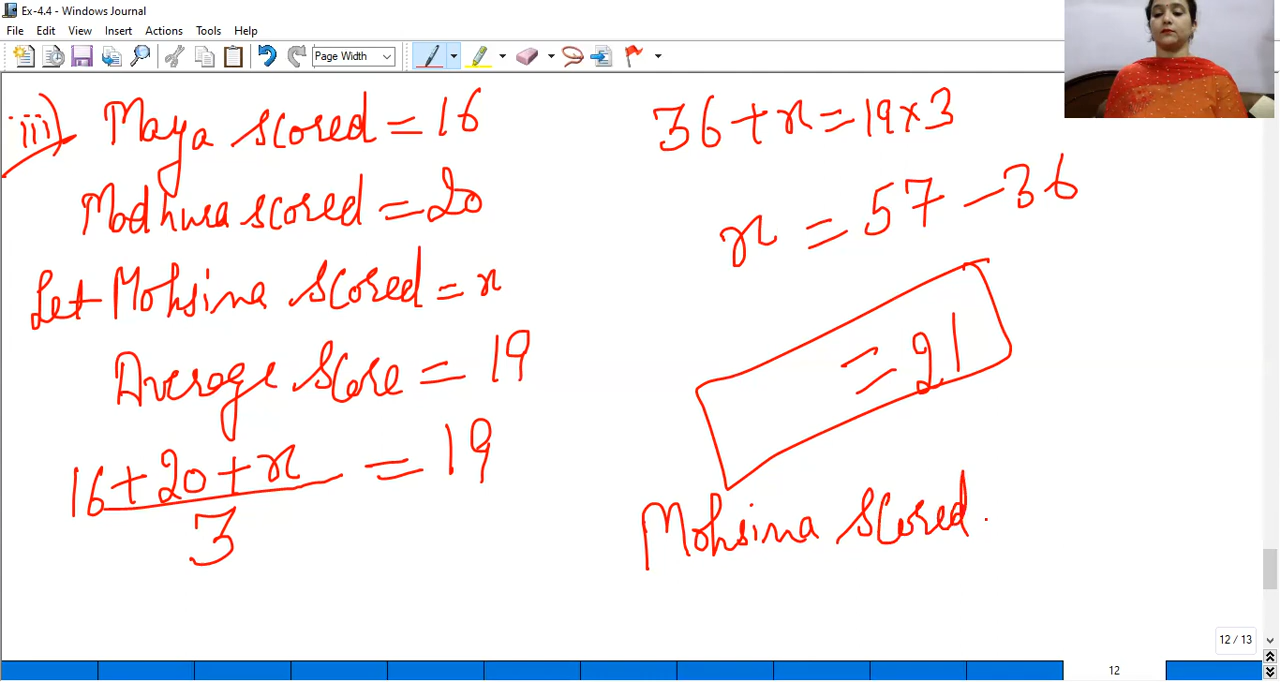 Ex-4.4 - Windows Journal
File Edit View Insert Actions Tools Help
Page Width
iii) Maya scored = 16
Madhura scored = 20
Let Mohsina scored = x
Average score = 19
16 + 20 + x = 19
3
36 + x = 19 × 3
x = 57 - 36
= 21
Mohsina scored.
12 / 13
12